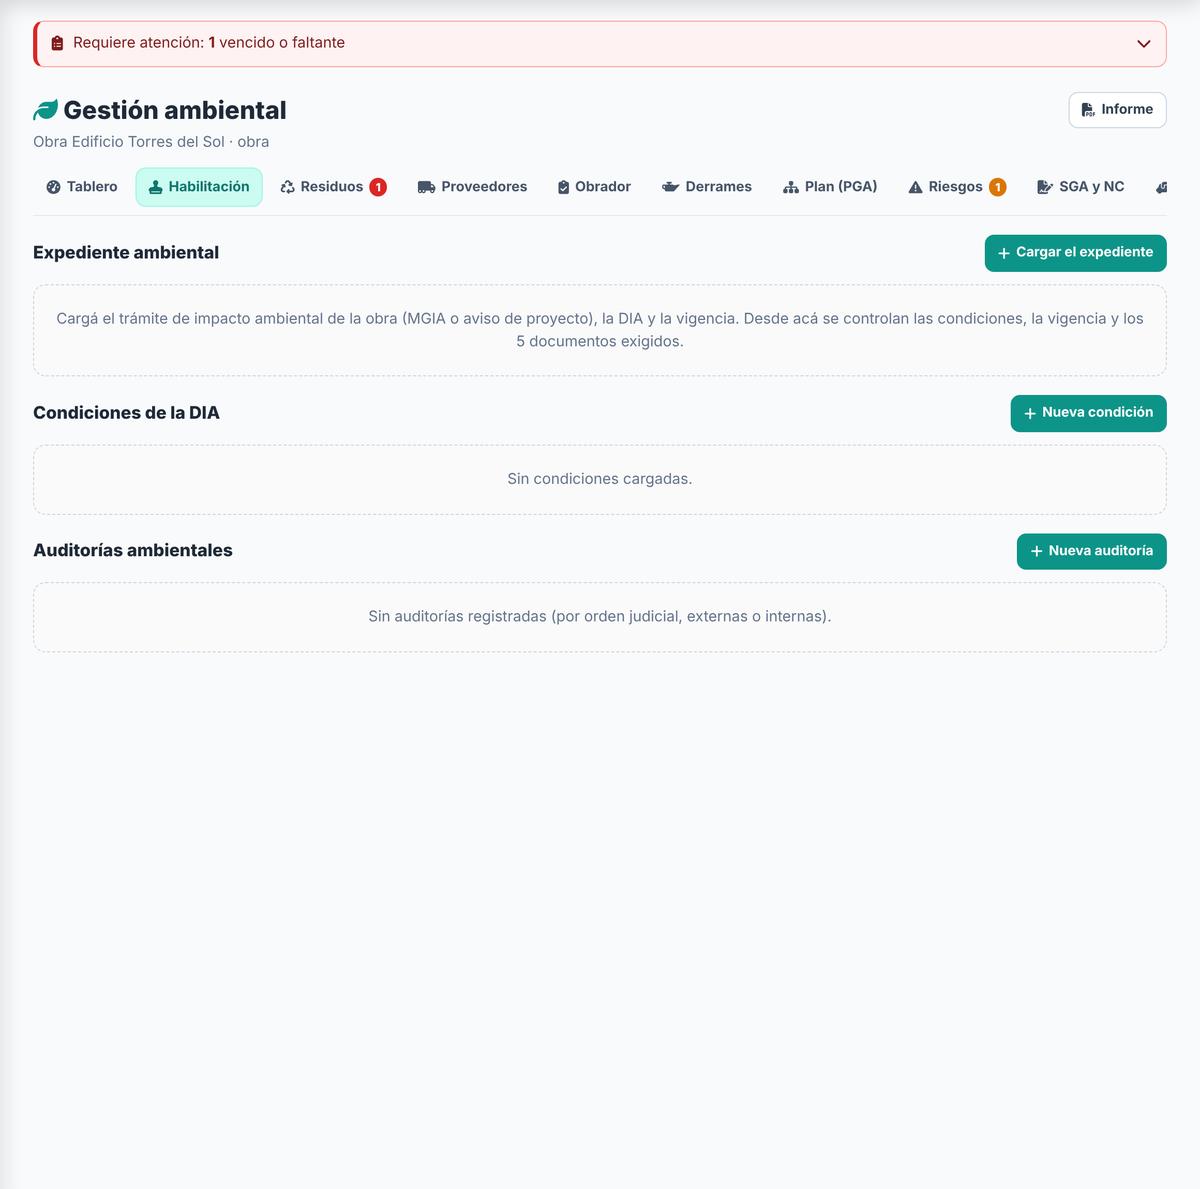 Requiere atención: 1 vencido o faltante
Gestión ambiental
Informe
Obra Edificio Torres del Sol · obra
Tablero
Habilitación
Residuos 1
Proveedores
Obrador
Derrames
Plan (PGA)
Riesgos 1
SGA y NC
Expediente ambiental
+ Cargar el expediente
Cargá el trámite de impacto ambiental de la obra (MGIA o aviso de proyecto), la DIA y la vigencia. Desde acá se controlan las condiciones, la vigencia y los
5 documentos exigidos.
Condiciones de la DIA
+ Nueva condición
Sin condiciones cargadas.
Auditorías ambientales
+ Nueva auditoría
Sin auditorías registradas (por orden judicial, externas o internas).